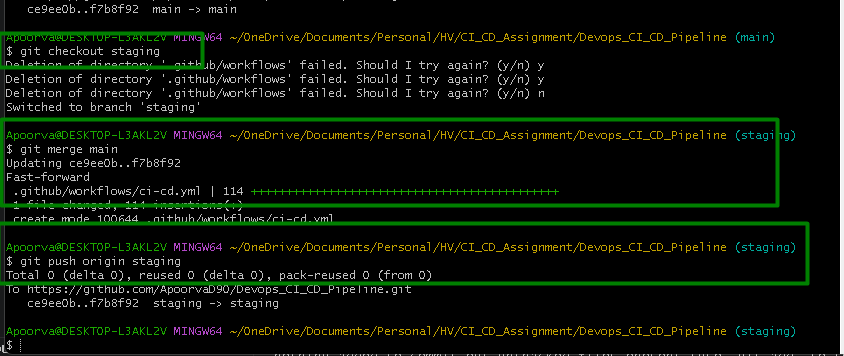 ce9ee0b..f7b8f92  main -> main
Apoorva@DESKTOP-L3AKL2V MINGW64 ~/OneDrive/Documents/Personal/HV/CI_CD_Assignment/Devops_CI_CD_Pipeline (main)
$ git checkout staging
Deletion of directory '.github/workflows' failed. Should I try again? (y/n) y
Deletion of directory '.github/workflows' failed. Should I try again? (y/n) y
Deletion of directory '.github/workflows' failed. Should I try again? (y/n) n
Switched to branch 'staging'
Apoorva@DESKTOP-L3AKL2V MINGW64 ~/OneDrive/Documents/Personal/HV/CI_CD_Assignment/Devops_CI_CD_Pipeline (staging)
$ git merge main
Updating ce9ee0b..f7b8f92
Fast-forward
.github/workflows/ci-cd.yml | 114 ++++++++++++++++++++++++++++++++++++++++++++
1 file changed, 114 insertions(+)
create mode 100644 .github/workflows/ci-cd.yml
Apoorva@DESKTOP-L3AKL2V MINGW64 ~/OneDrive/Documents/Personal/HV/CI_CD_Assignment/Devops_CI_CD_Pipeline (staging)
$ git push origin staging
Total 0 (delta 0), reused 0 (delta 0), pack-reused 0 (from 0)
To https://github.com/ApoorvaD90/Devops_CI_CD_Pipeline.git
ce9ee0b..f7b8f92  staging -> staging
Apoorva@DESKTOP-L3AKL2V MINGW64 ~/OneDrive/Documents/Personal/HV/CI_CD_Assignment/Devops_CI_CD_Pipeline (staging)
$